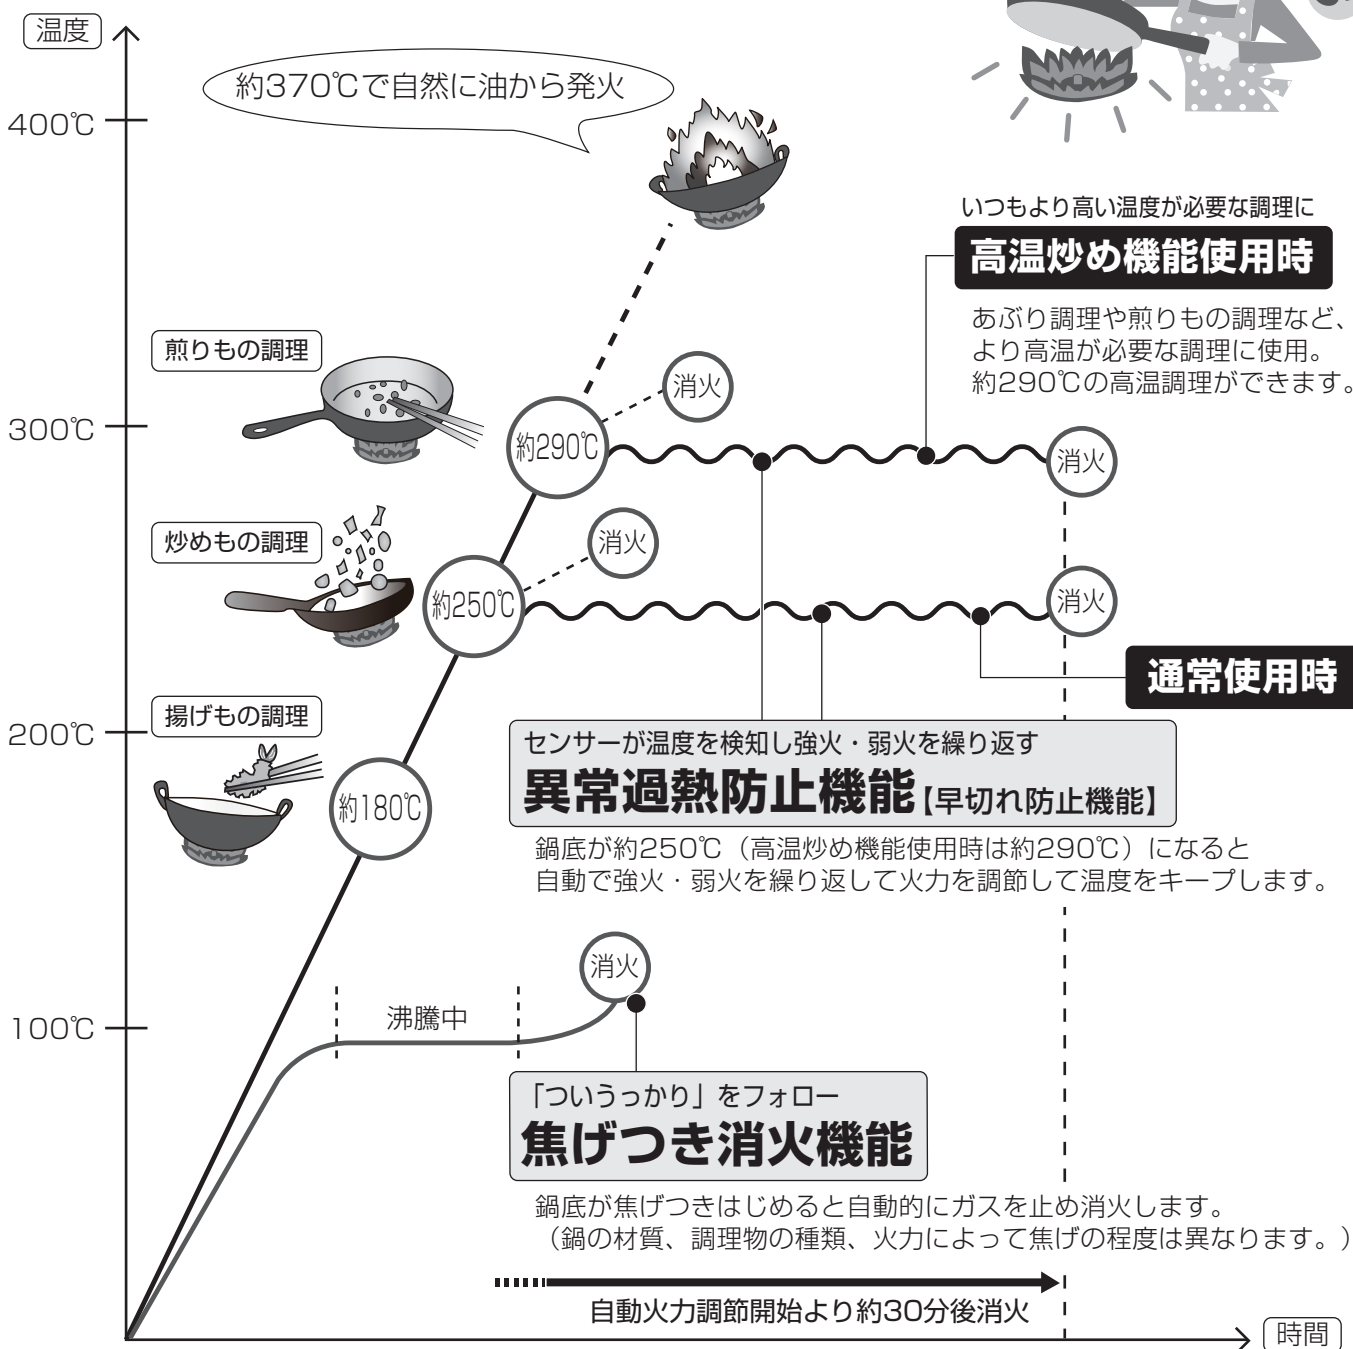 温度
約370℃で自然に油から発火
400℃
いつもより高い温度が必要な調理に
高温炒め機能使用時
あぶり調理や煎りもの調理など、
より高温が必要な調理に使用。
約290℃の高温調理ができます。
煎りもの調理
消火
300℃
約290℃
消火
炒めもの調理
消火
約250℃
消火
通常使用時
揚げもの調理
200℃
約180℃
センサーが温度を検知し強火・弱火を繰り返す
異常過熱防止機能【早切れ防止機能】
鍋底が約250℃（高温炒め機能使用時は約290℃）になると
自動で強火・弱火を繰り返して火力を調節して温度をキープします。
消火
沸騰中
100℃
「ついうっかり」をフォロー
焦げつき消火機能
鍋底が焦げつきはじめると自動的にガスを止め消火します。
（鍋の材質、調理物の種類、火力によって焦げの程度は異なります。）
自動火力調節開始より約30分後消火
時間